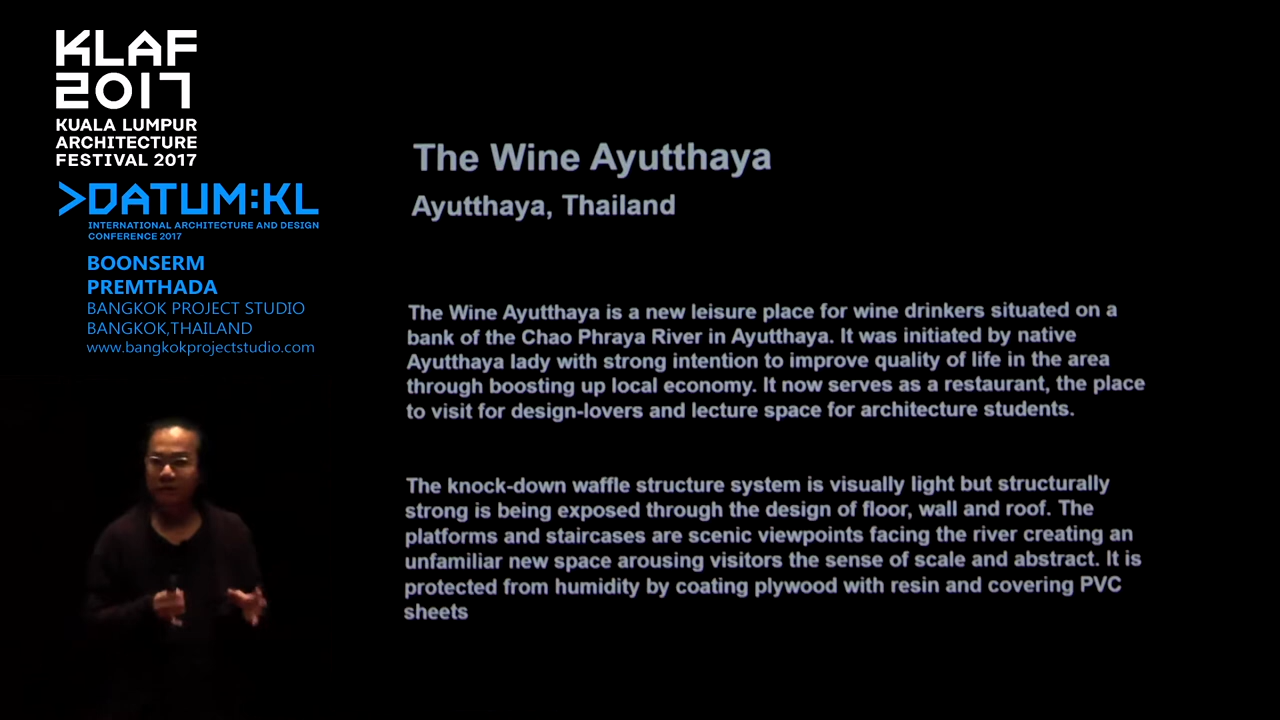 KLAF
2017
KUALA LUMPUR
ARCHITECTURE
FESTIVAL 2017
>DATUM:KL
INTERNATIONAL ARCHITECTURE AND DESIGN
CONFERENCE 2017
BOONSERM
PREMTHADA
BANGKOK PROJECT STUDIO
BANGKOK,THAILAND
www.bangkokprojectstudio.com
The Wine Ayutthaya
Ayutthaya, Thailand
The Wine Ayutthaya is a new leisure place for wine drinkers situated on a
bank of the Chao Phraya River in Ayutthaya. It was initiated by native
Ayutthaya lady with strong intention to improve quality of life in the area
through boosting up local economy. It now serves as a restaurant, the place
to visit for design-lovers and lecture space for architecture students.
The knock-down waffle structure system is visually light but structurally
strong is being exposed through the design of floor, wall and roof. The
platforms and staircases are scenic viewpoints facing the river creating an
unfamiliar new space arousing visitors the sense of scale and abstract. It is
protected from humidity by coating plywood with resin and covering PVC
sheets